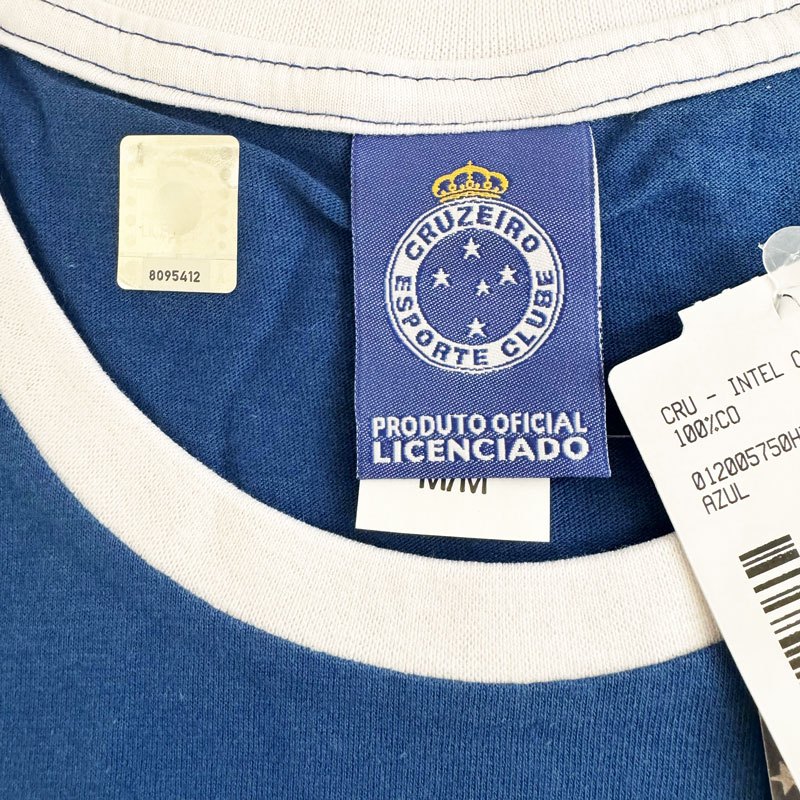 8095412
CRUZEIRO
ESPORTE CLUBE
PRODUTO OFICIAL
LICENCIADO
M/M
CRU - INTEL
100%CO
012005750H
AZUL